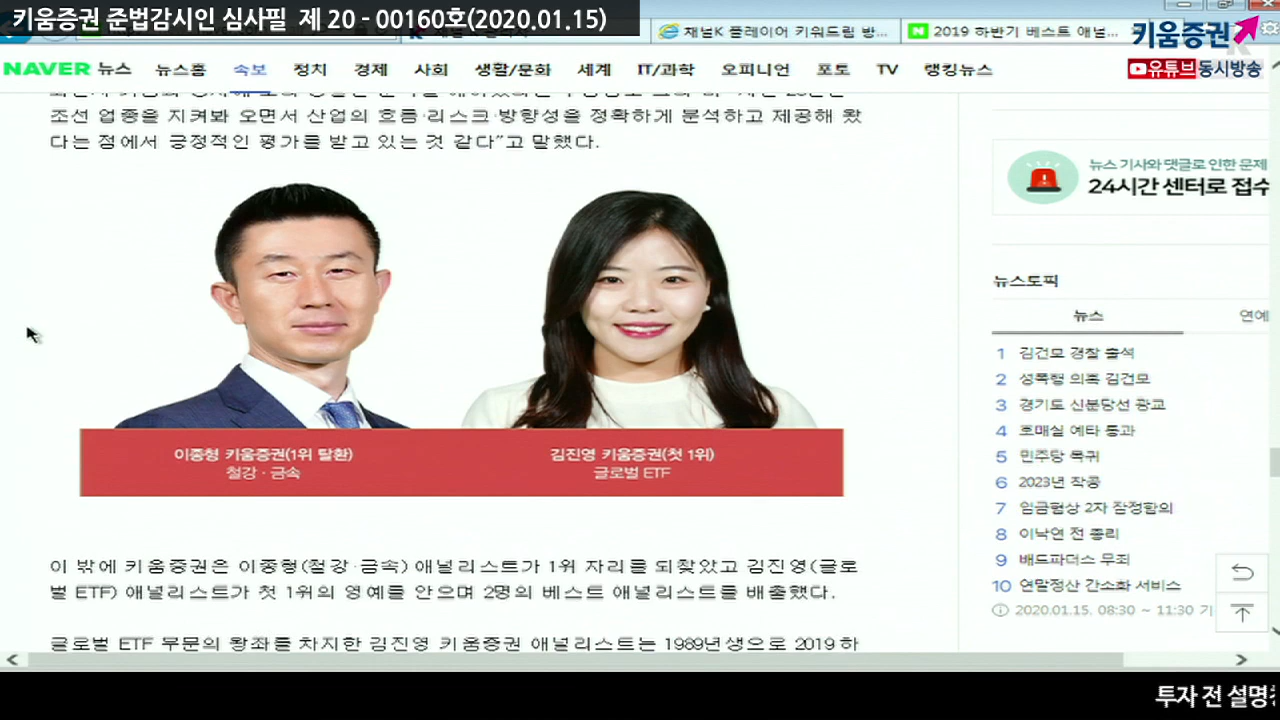 키움증권 준법감시인 심사필 제 20 - 00160호(2020.01.15)
채널K 플레이어 키워드림 방...
2019 하반기 베스트 애널...
키움증권
유튜브동시방송
NAVER 뉴스 뉴스홈 속보 정치 경제 사회 생활/문화 세계 IT/과학 오피니언 포토 TV 랭킹뉴스
조선 업종을 지켜봐 오면서 산업의 흐름·리스크·방향성을 정확하게 분석하고 제공해 왔
다는 점에서 긍정적인 평가를 받고 있는 것 같다"고 말했다.
이종형 키움증권(1위 탈환)
철강 · 금속
김진영 키움증권(첫 1위)
글로벌 ETF
이 밖에 키움증권은 이종형(철강·금속) 애널리스트가 1위 자리를 되찾았고 김진영(글로
벌 ETF) 애널리스트가 첫 1위의 영예를 안으며 2명의 베스트 애널리스트를 배출했다.
글로벌 ETF 부문의 왕좌를 차지한 김진영 키움증권 애널리스트는 1989년생으로 2019 하
뉴스 기사와 댓글로 인한 문제
24시간 센터로 접수
뉴스토픽
뉴스 연예
1 김건모 경찰 출석
2 성폭행 의혹 김건모
3 경기도 신분당선 광교
4 호매실 예타 통과
5 민주당 복귀
6 2023년 착공
7 임금협상 2차 잠정합의
8 이낙연 전 총리
9 배드파더스 무죄
10 연말정산 간소화 서비스
2020.01.15. 08:30 ~ 11:30 기
투자 전 설명